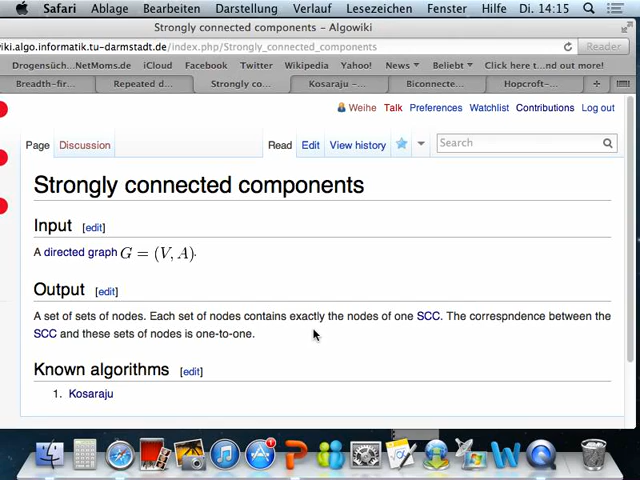 Safari Ablage Bearbeiten Darstellung Verlauf Lesezeichen Fenster Hilfe Di. 14:15
Strongly connected components - Algowiki
wiki.algo.informatik.tu-darmstadt.de/index.php/Strongly_connected_components Reader
Drogensüch...NetMoms.de iCloud Facebook Twitter Wikipedia Yahoo! News Beliebt Click here t...nd out more!
Breadth-fir... Repeated d... Strongly co... Kosaraju -... Biconnecte... Hopcroft-... +
Weihe Talk Preferences Watchlist Contributions Log out
Page Discussion Read Edit View history Search
Strongly connected components
Input [edit]
A directed graph G = (V, A).
Output [edit]
A set of sets of nodes. Each set of nodes contains exactly the nodes of one SCC. The correspndence between the
SCC and these sets of nodes is one-to-one.
Known algorithms [edit]
1. Kosaraju